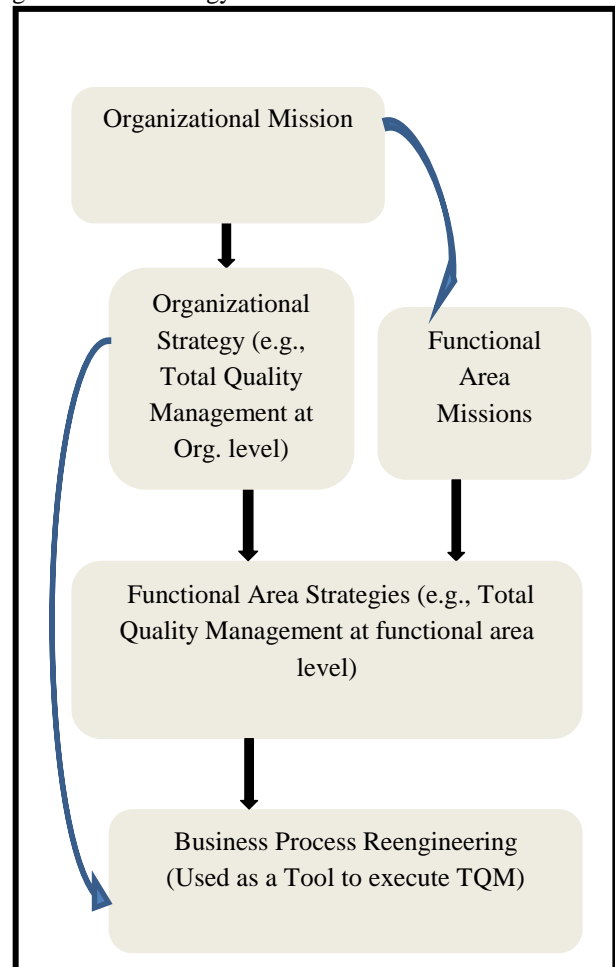 Organizational Mission
Organizational
Strategy (e.g.,
Total Quality
Management at
Org. level)
Functional
Area
Missions
Functional Area Strategies (e.g., Total
Quality Management at functional area
level)
Business Process Reengineering
(Used as a Tool to execute TQM)